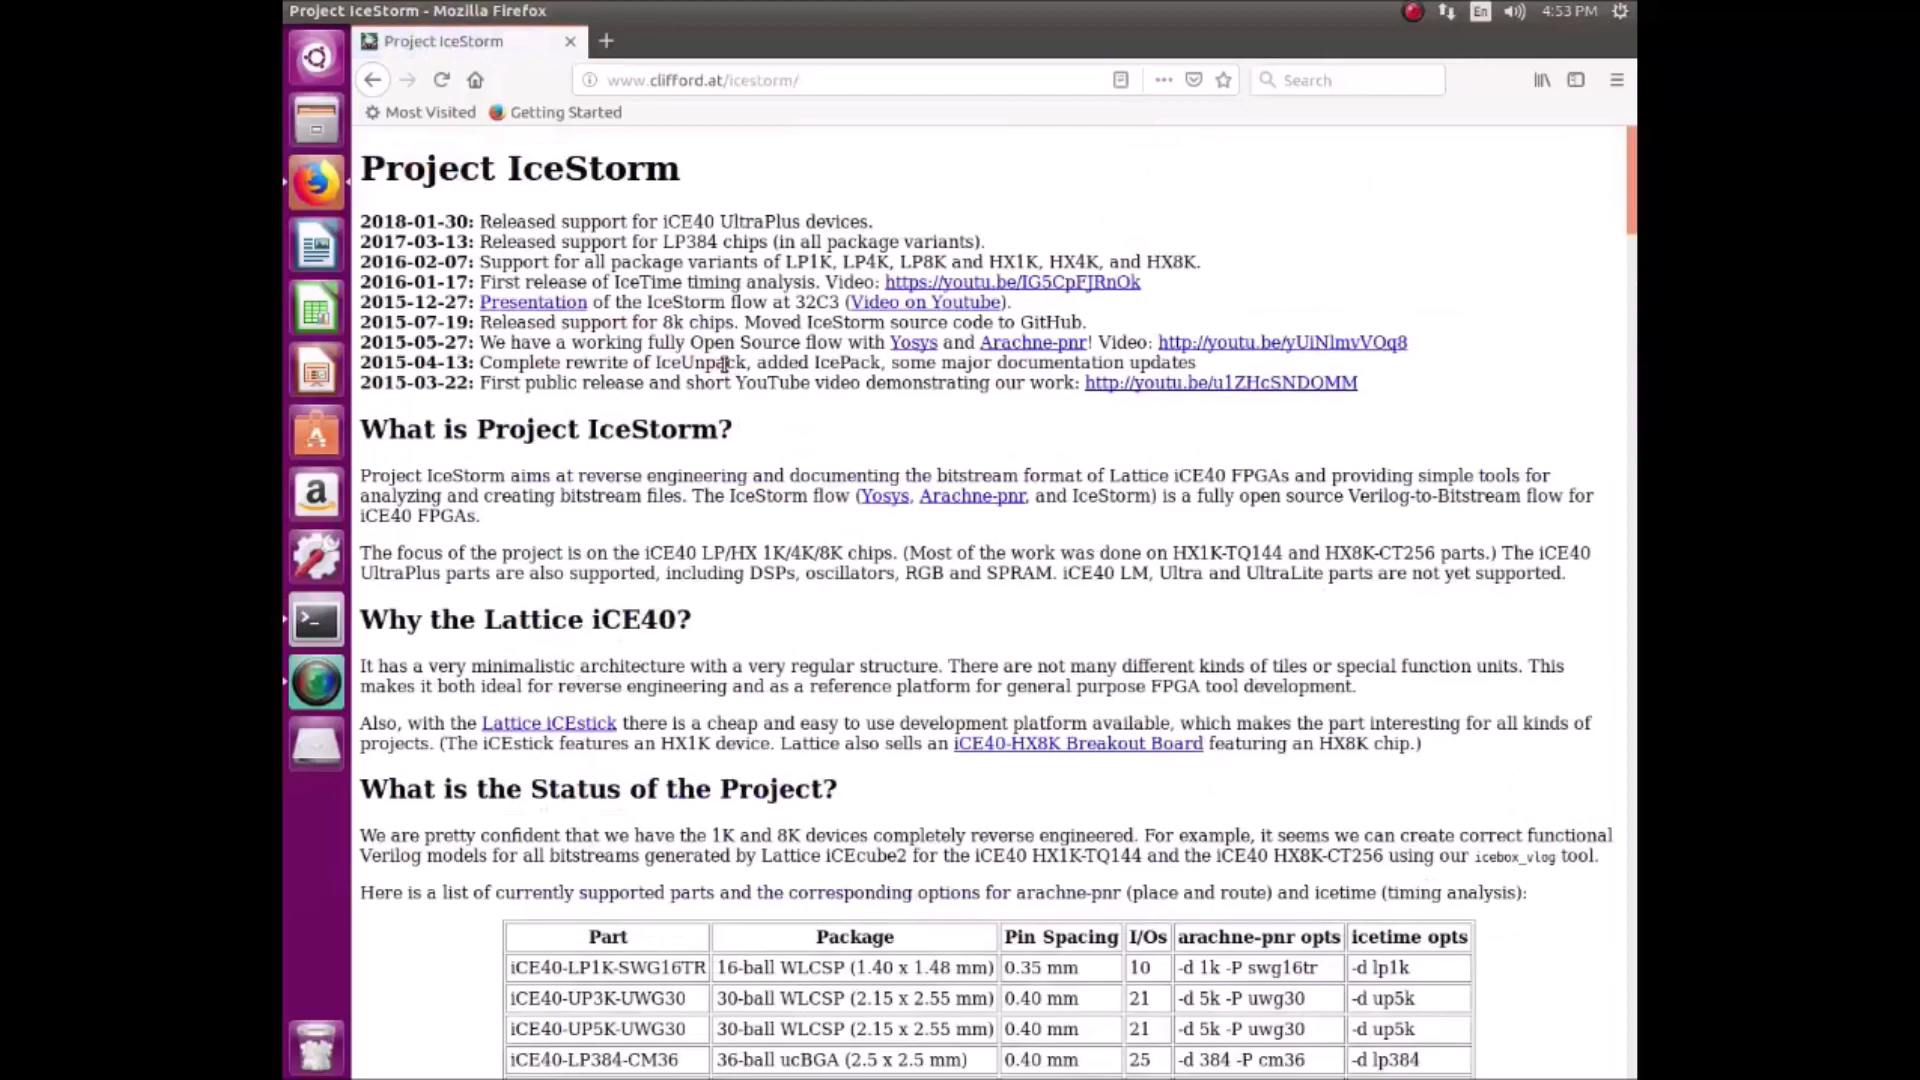 Project IceStorm - Mozilla Firefox
En
4:53 PM
Project IceStorm
www.clifford.at/icestorm/
Search
Most Visited
Getting Started
Project IceStorm
2018-01-30: Released support for iCE40 UltraPlus devices.
2017-03-13: Released support for LP384 chips (in all package variants).
2016-02-07: Support for all package variants of LP1K, LP4K, LP8K and HX1K, HX4K, and HX8K.
2016-01-17: First release of IceTime timing analysis. Video: https://youtu.be/IG5CpFJRnOk
2015-12-27: Presentation of the IceStorm flow at 32C3 (Video on Youtube).
2015-07-19: Released support for 8k chips. Moved IceStorm source code to GitHub.
2015-05-27: We have a working fully Open Source flow with Yosys and Arachne-pnr! Video: http://youtu.be/yUiNlmvVOq8
2015-04-13: Complete rewrite of IceUnpack, added IcePack, some major documentation updates
2015-03-22: First public release and short YouTube video demonstrating our work: http://youtu.be/u1ZHcSNDQMM
What is Project IceStorm?
Project IceStorm aims at reverse engineering and documenting the bitstream format of Lattice iCE40 FPGAs and providing simple tools for
analyzing and creating bitstream files. The IceStorm flow (Yosys, Arachne-pnr, and IceStorm) is a fully open source Verilog-to-Bitstream flow for
iCE40 FPGAs.
The focus of the project is on the iCE40 LP/HX 1K/4K/8K chips. (Most of the work was done on HX1K-TQ144 and HX8K-CT256 parts.) The iCE40
UltraPlus parts are also supported, including DSPs, oscillators, RGB and SPRAM. iCE40 LM, Ultra and UltraLite parts are not yet supported.
Why the Lattice iCE40?
It has a very minimalistic architecture with a very regular structure. There are not many different kinds of tiles or special function units. This
makes it both ideal for reverse engineering and as a reference platform for general purpose FPGA tool development.
Also, with the Lattice iCEstick there is a cheap and easy to use development platform available, which makes the part interesting for all kinds of
projects. (The iCEstick features an HX1K device. Lattice also sells an iCE40-HX8K Breakout Board featuring an HX8K chip.)
What is the Status of the Project?
We are pretty confident that we have the 1K and 8K devices completely reverse engineered. For example, it seems we can create correct functional
Verilog models for all bitstreams generated by Lattice iCEcube2 for the iCE40 HX1K-TQ144 and the iCE40 HX8K-CT256 using our icebox_vlog tool.
Here is a list of currently supported parts and the corresponding options for arachne-pnr (place and route) and icetime (timing analysis):
Part Package Pin Spacing I/Os arachne-pnr opts icetime opts
iCE40-LP1K-SWG16TR 16-ball WLCSP (1.40 x 1.48 mm) 0.35 mm 10 -d 1k -P swg16tr -d lp1k
iCE40-UP3K-UWG30 30-ball WLCSP (2.15 x 2.55 mm) 0.40 mm 21 -d 5k -P uwg30 -d up5k
iCE40-UP5K-UWG30 30-ball WLCSP (2.15 x 2.55 mm) 0.40 mm 21 -d 5k -P uwg30 -d up5k
iCE40-LP384-CM36 36-ball ucBGA (2.5 x 2.5 mm) 0.40 mm 25 -d 384 -P cm36 -d lp384